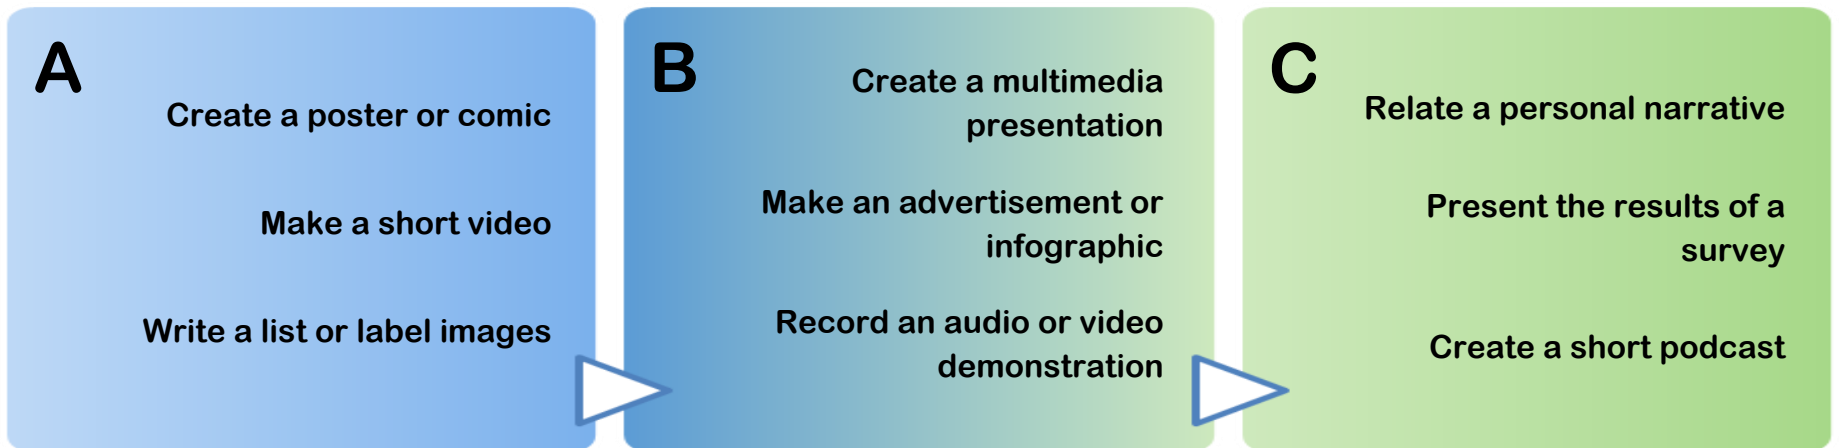 A
Create a poster or comic
Make a short video
Write a list or label images
B
Create a multimedia
presentation
Make an advertisement or
infographic
Record an audio or video
demonstration
C
Relate a personal narrative
Present the results of a
survey
Create a short podcast